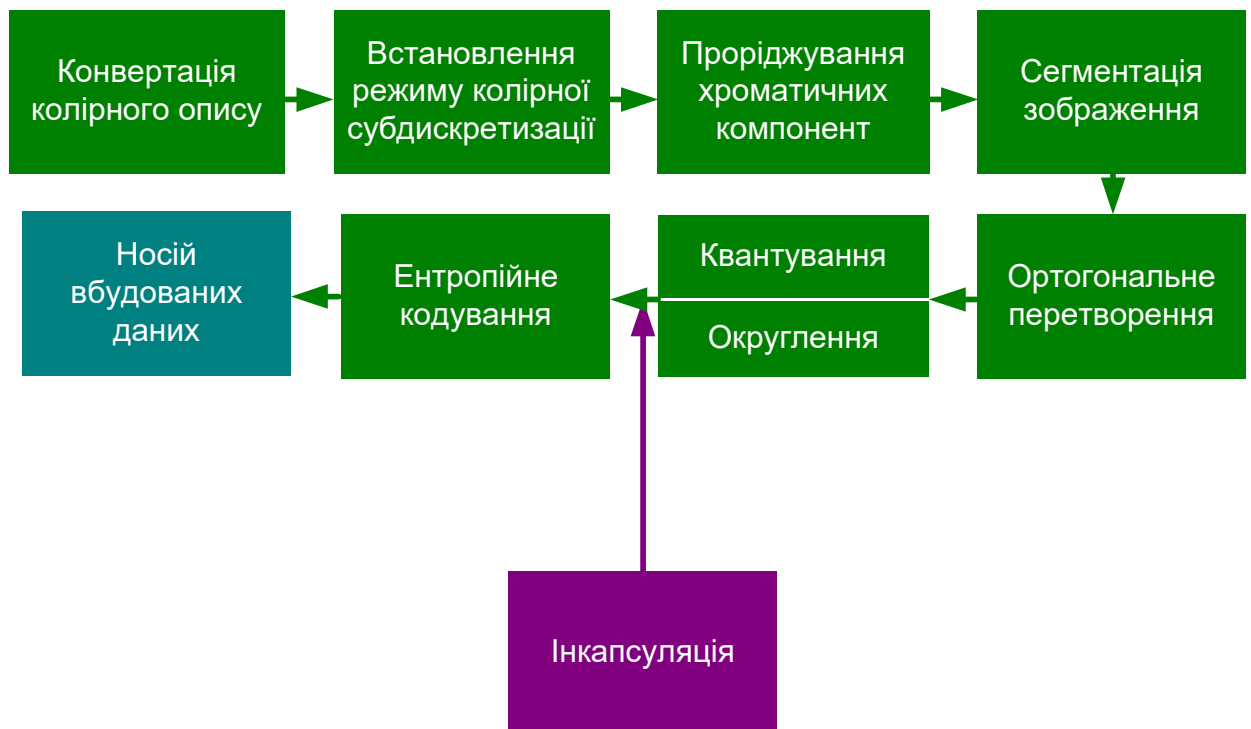 Конвертація
колірного опису
Встановлення
режиму колірної
субдискретизації
Проріджування
хроматичних
компонент
Сегментація
зображення
Носій
вбудованих
даних
Ентропійне
кодування
Квантування
Округлення
Ортогональне
перетворення
Інкапсуляція